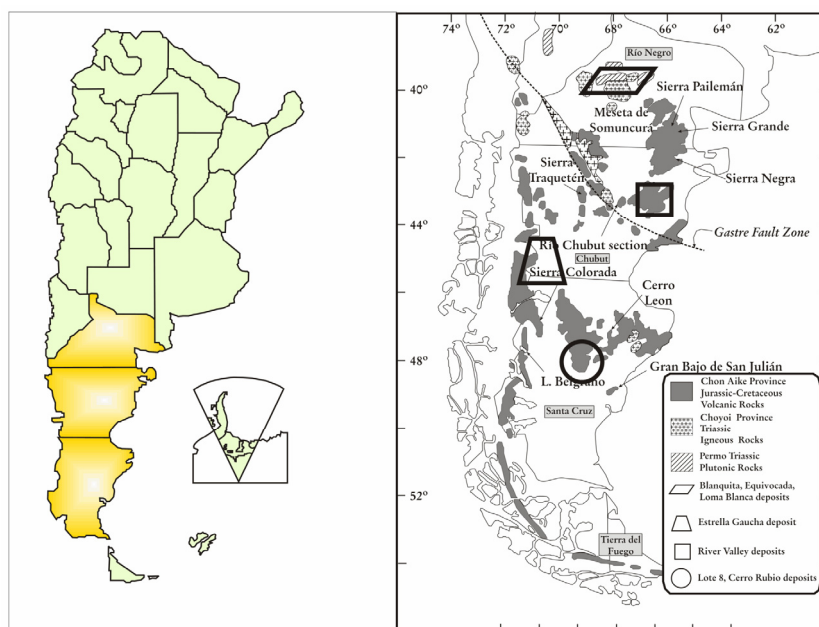 74° 72° 71° 69° 68° 66° 62° 60°
Río Negro
Sierra Pailemán
40°
Meseta de
Somuncura
Sierra Grande
Sierra
Traquetén
Sierra Negra
44°
Gastre Fault Zone
Río Chubut section
Chubut
Sierra Colorada
Cerro
Leon
48°
Gran Bajo de San Julián
L. Belgrano
Santa Cruz
52°
Tierra del
Fuego
Chon Aike Province
Jurassic-Cretaceous
Volcanic Rocks
Choyoi Province
Triassic
Igneous Rocks
Permo Triassic
Plutonic Rocks
Blanquita, Equivocada,
Loma Blanca deposits
Estrella Gaucha deposit
River Valley deposits
Lote 8, Cerro Rubio deposits